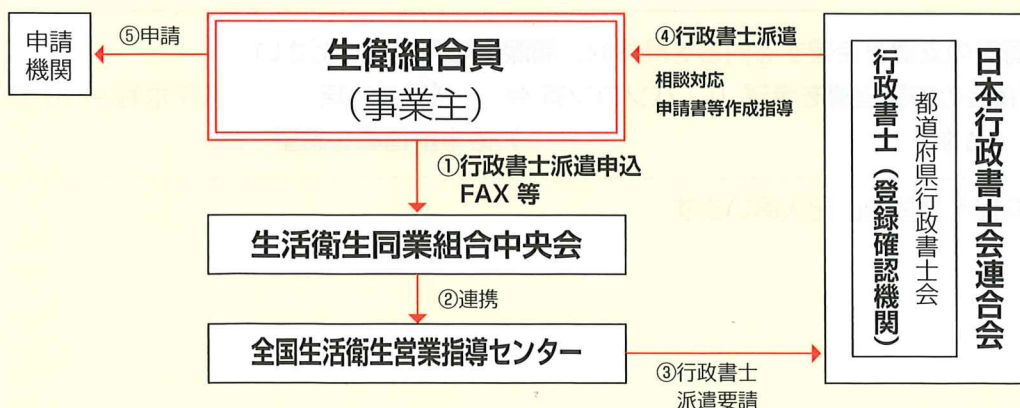 申請
機関
⑤申請
生衛組合員
（事業主）
④行政書士派遣
相談対応
申請書等作成指導
①行政書士派遣申込
FAX 等
生活衛生同業組合中央会
②連携
全国生活衛生営業指導センター
③行政書士
派遣要請
日本行政書士会連合会
都道府県行政書士会
行政書士（登録確認機関）